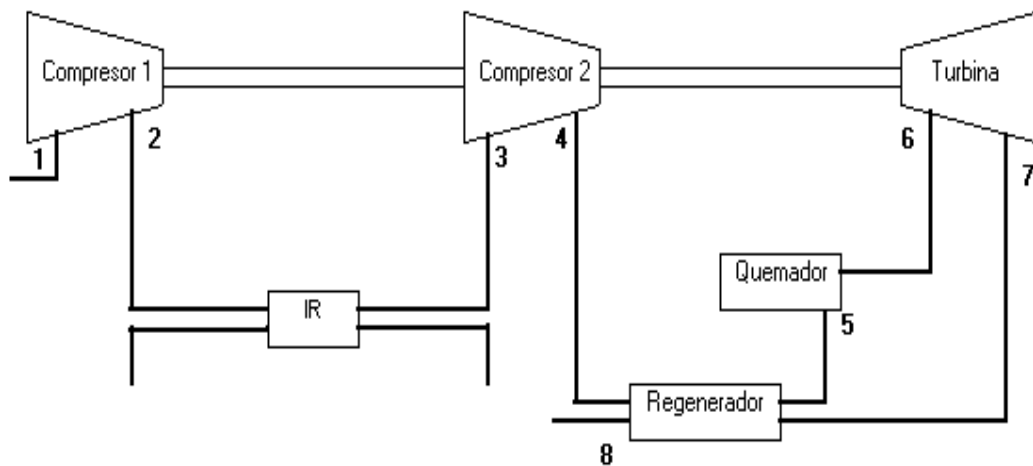 Compresor 1
Compresor 2
Turbina
1
2
3
4
6
7
Quemador
IR
5
Regenerador
8